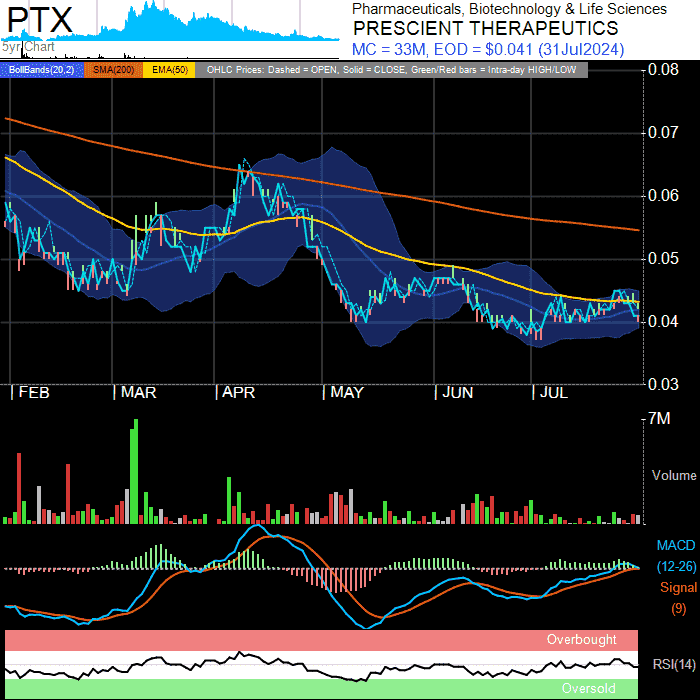 PTX
5yr Chart
Pharmaceuticals, Biotechnology & Life Sciences
PRESCIENT THERAPEUTICS
MC = 33M, EOD = $0.041 (31Jul2024)
BollBands(20,2) SMA(200) EMA(50) OHLC Prices: Dashed = OPEN, Solid = CLOSE, Green/Red bars = Intra-day HIGH/LOW
0.08
0.07
0.06
0.05
0.04
0.03
FEB MAR APR MAY JUN JUL
7M
Volume
MACD
(12-26)
Signal
(9)
Overbought
RSI(14)
Oversold